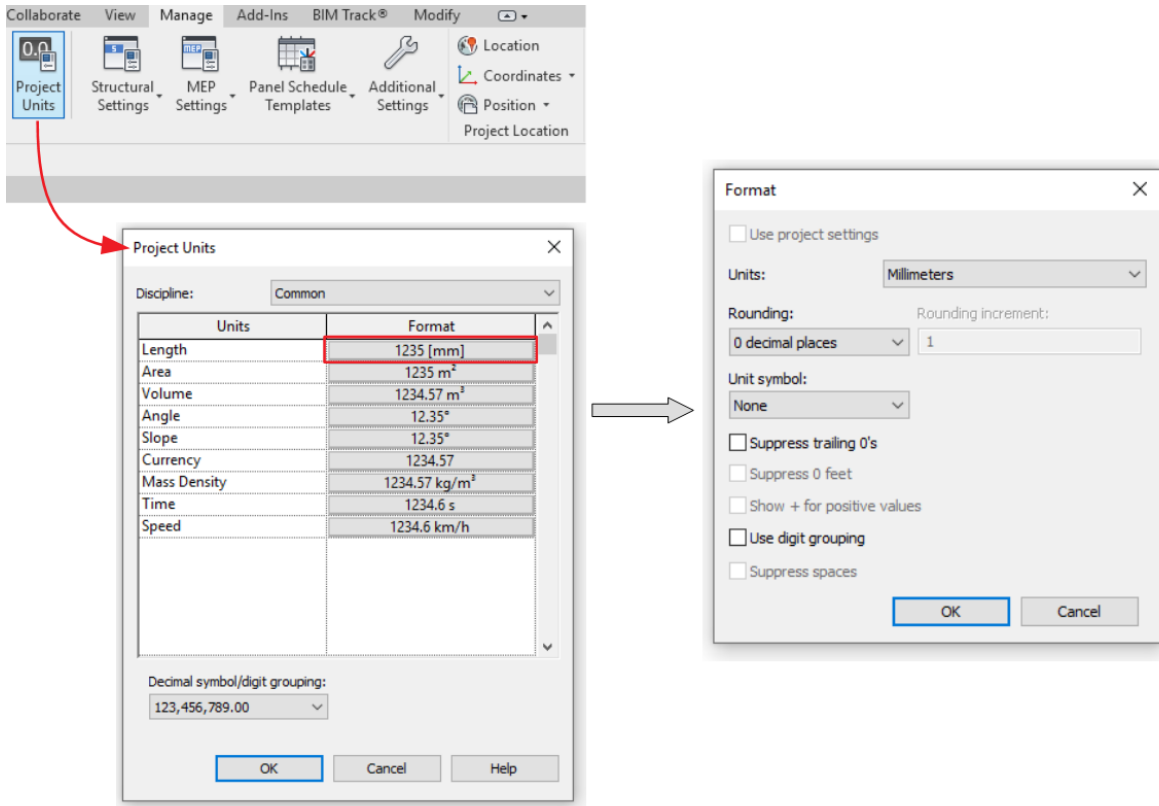 Collaborate View Manage Add-Ins BIM Track® Modify
0.0
Project Units
Structural Settings
MEP
MEP Settings
Panel Schedule Templates
Additional Settings
Location
Coordinates
Position
Project Location
Project Units
Discipline: Common
Units Format
Length 1235 [mm]
Area 1235 m²
Volume 1234.57 m³
Angle 12.35°
Slope 12.35°
Currency 1234.57
Mass Density 1234.57 kg/m³
Time 1234.6 s
Speed 1234.6 km/h
Decimal symbol/digit grouping:
123,456,789.00
OK Cancel Help
Format
Use project settings
Units: Millimeters
Rounding: Rounding increment:
0 decimal places 1
Unit symbol:
None
Suppress trailing 0's
Suppress 0 feet
Show + for positive values
Use digit grouping
Suppress spaces
OK Cancel